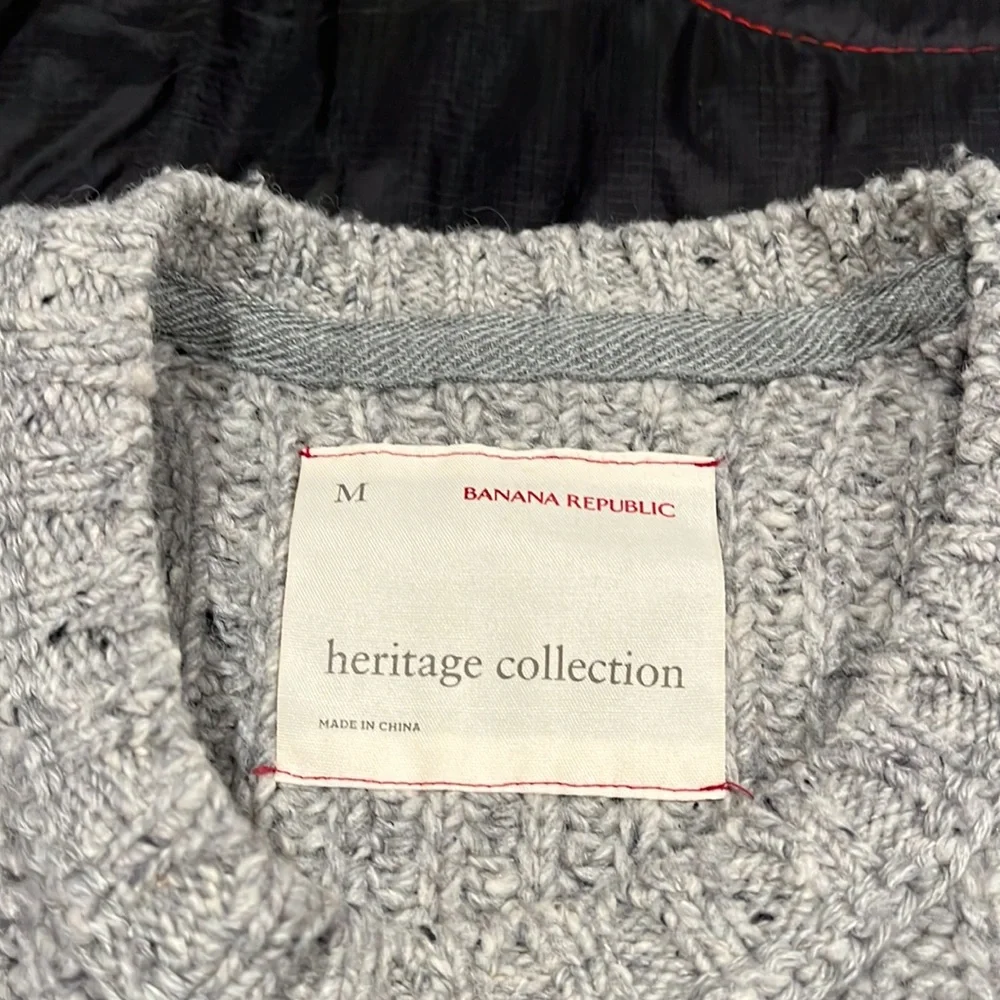 M BANANA REPUBLIC
heritage collection
MADE IN CHINA